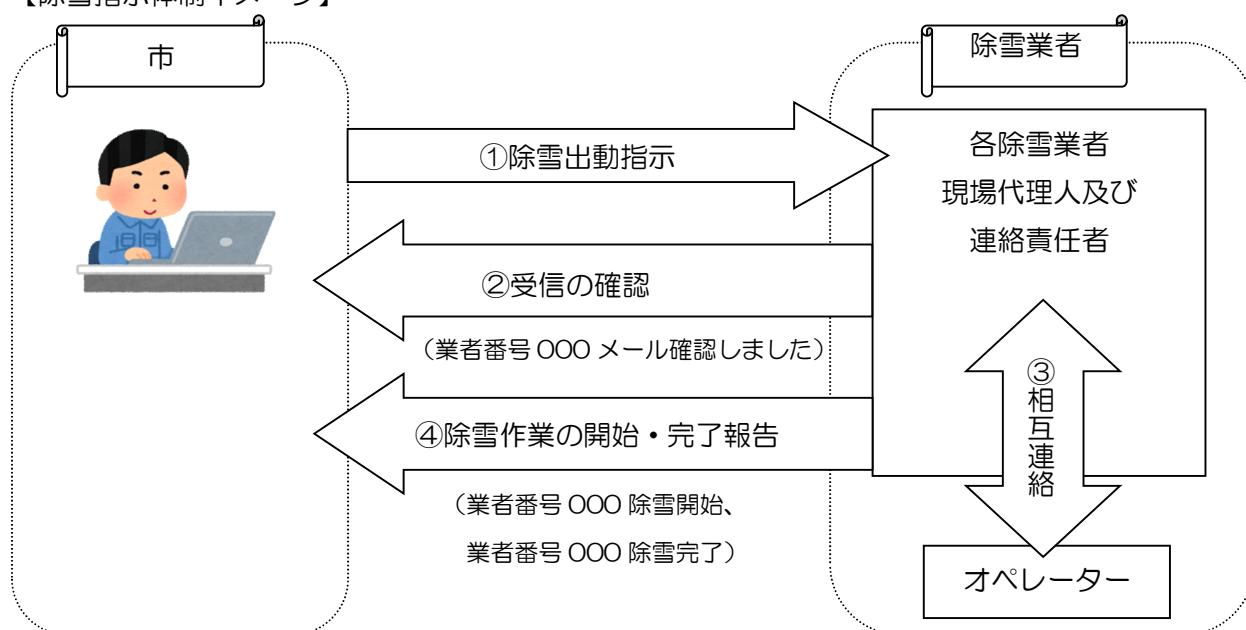 【除雪指示体制イメージ】
市
除雪業者
①除雪出動指示
各除雪業者
現場代理人及び
連絡責任者
②受信の確認
（業者番号 000 メール確認しました）
③相互連絡
④除雪作業の開始・完了報告
（業者番号 000 除雪開始、
業者番号 000 除雪完了）
オペレーター